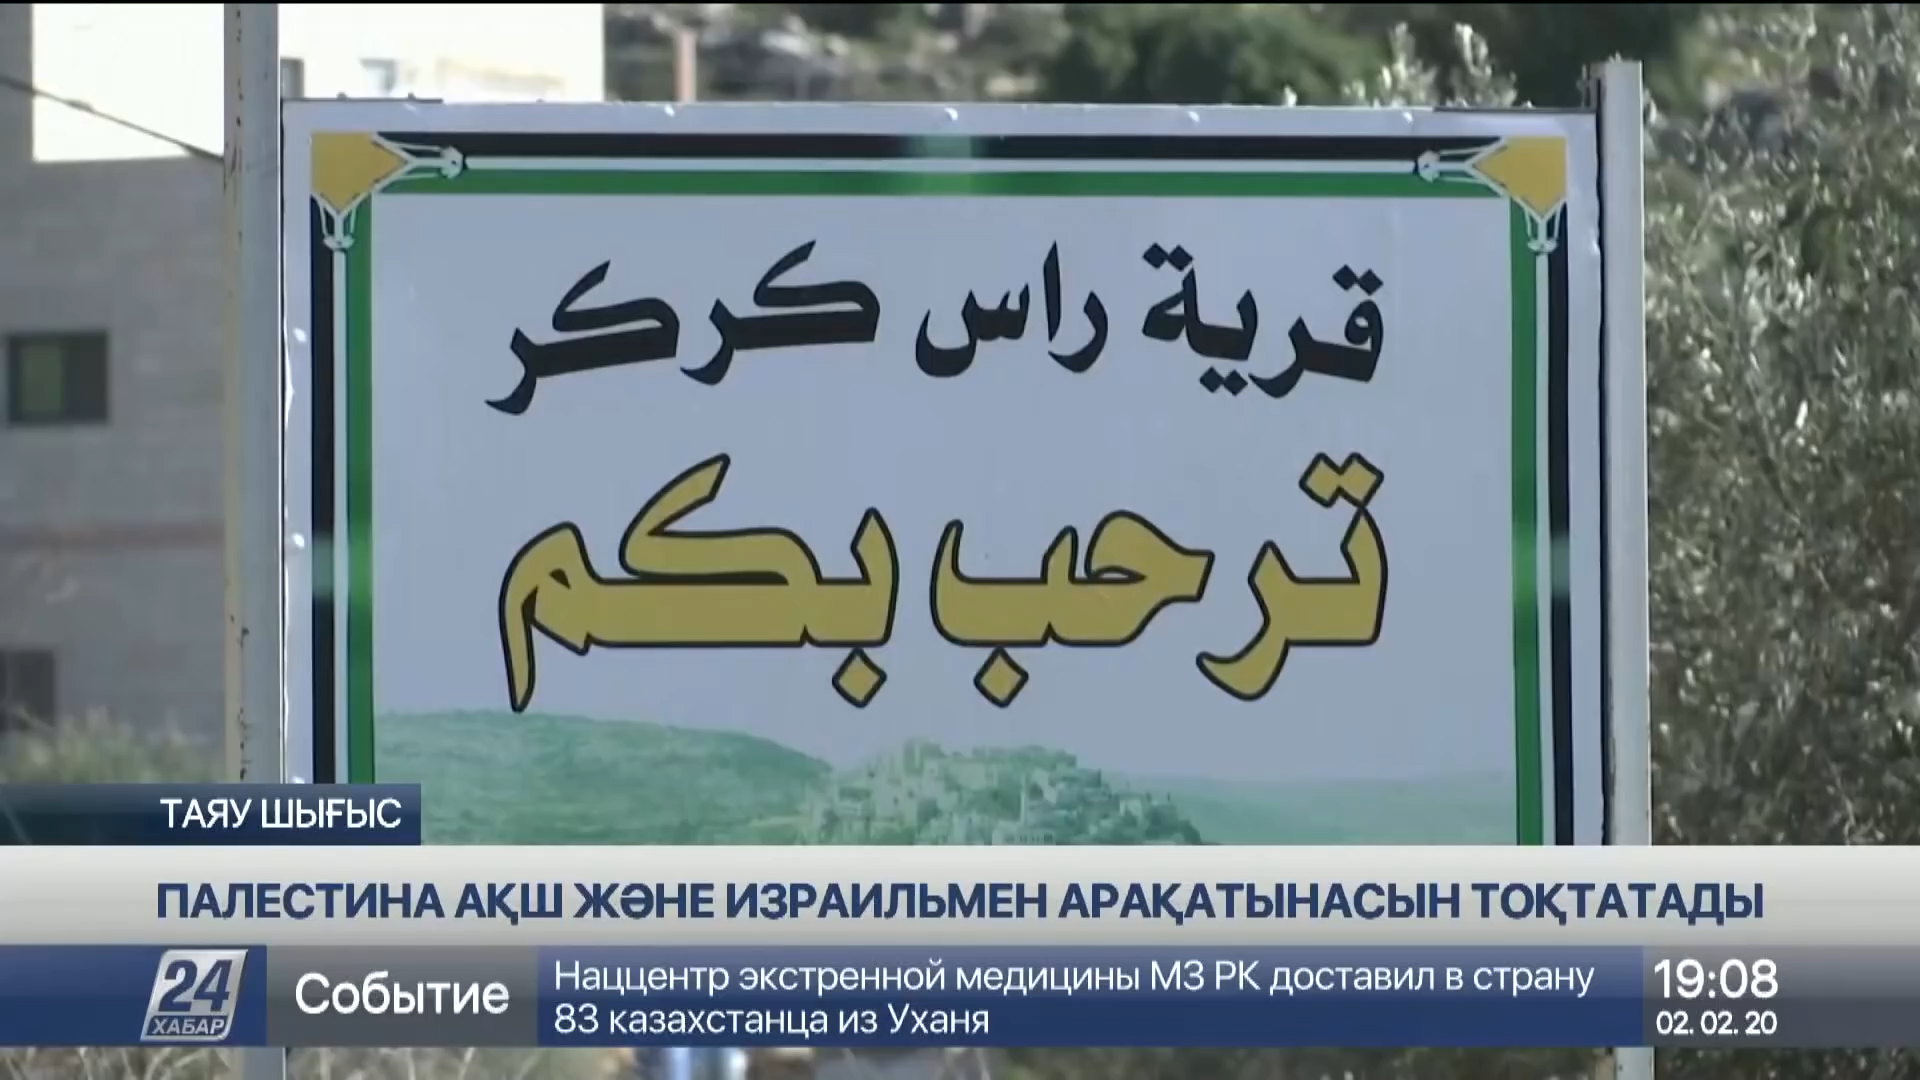 قرية راس كركر
ترحب بكم
ТАЯУ ШЫҒЫС
ПАЛЕСТИНА АҚШ ЖӘНЕ ИЗРАИЛЬМЕН АРАҚАТЫНАСЫН ТОҚТАТАДЫ
24
ХАБАР
Событие
Наццентр экстренной медицины МЗ РК доставил в страну
83 казахстанца из Уханя
19:08
02. 02. 20